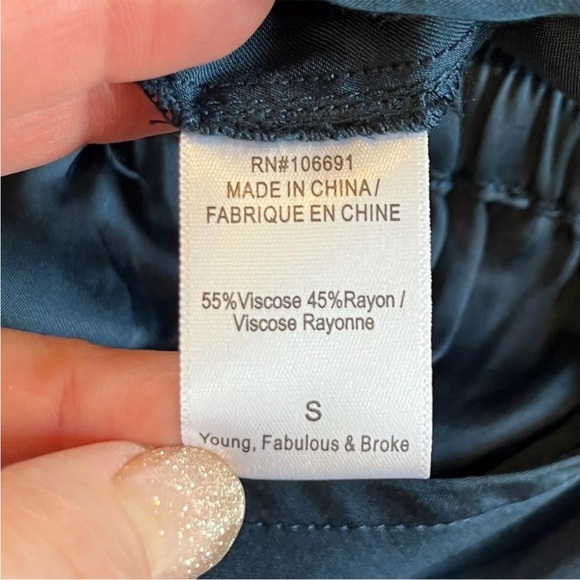 RN#106691
MADE IN CHINA/
FABRIQUE EN CHINE
55%Viscose 45%Rayon /
Viscose Rayonne
S
Young, Fabulous & Broke